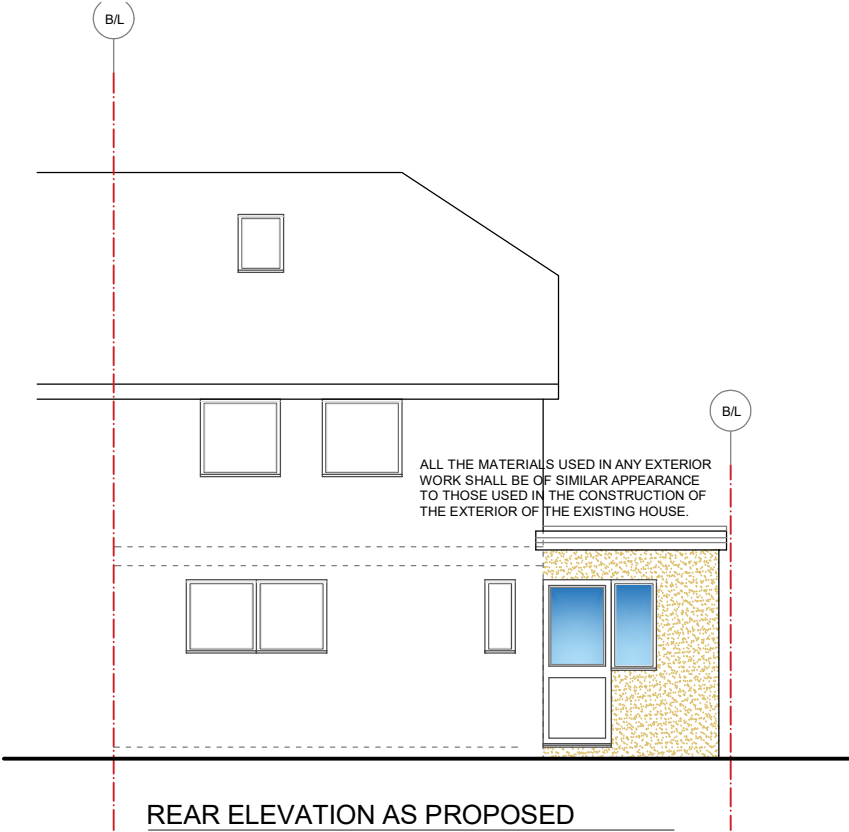 B/L
B/L
ALL THE MATERIALS USED IN ANY EXTERIOR
WORK SHALL BE OF SIMILAR APPEARANCE
TO THOSE USED IN THE CONSTRUCTION OF
THE EXTERIOR OF THE EXISTING HOUSE.
REAR ELEVATION AS PROPOSED